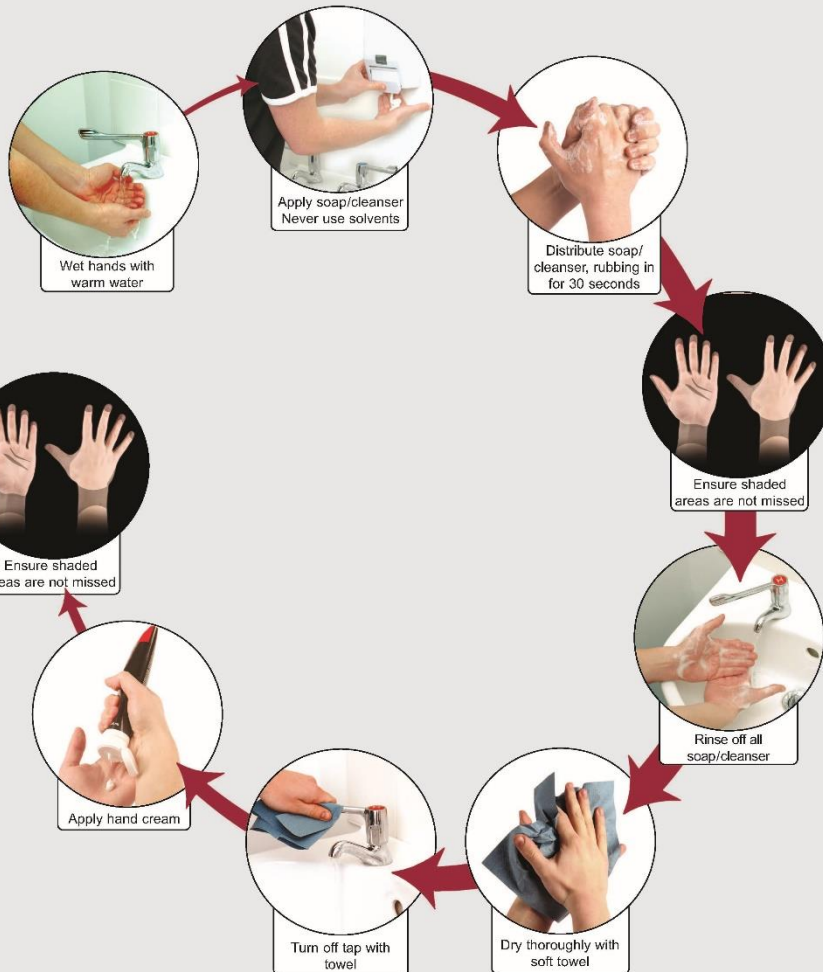 Wet hands with
warm water
Apply soap/cleanser
Never use solvents
Distribute soap/
cleanser, rubbing in
for 30 seconds
Ensure shaded
areas are not missed
Rinse off all
soap/cleanser
Dry thoroughly with
soft towel
Turn off tap with
towel
Apply hand cream
Ensure shaded
eas are not missed